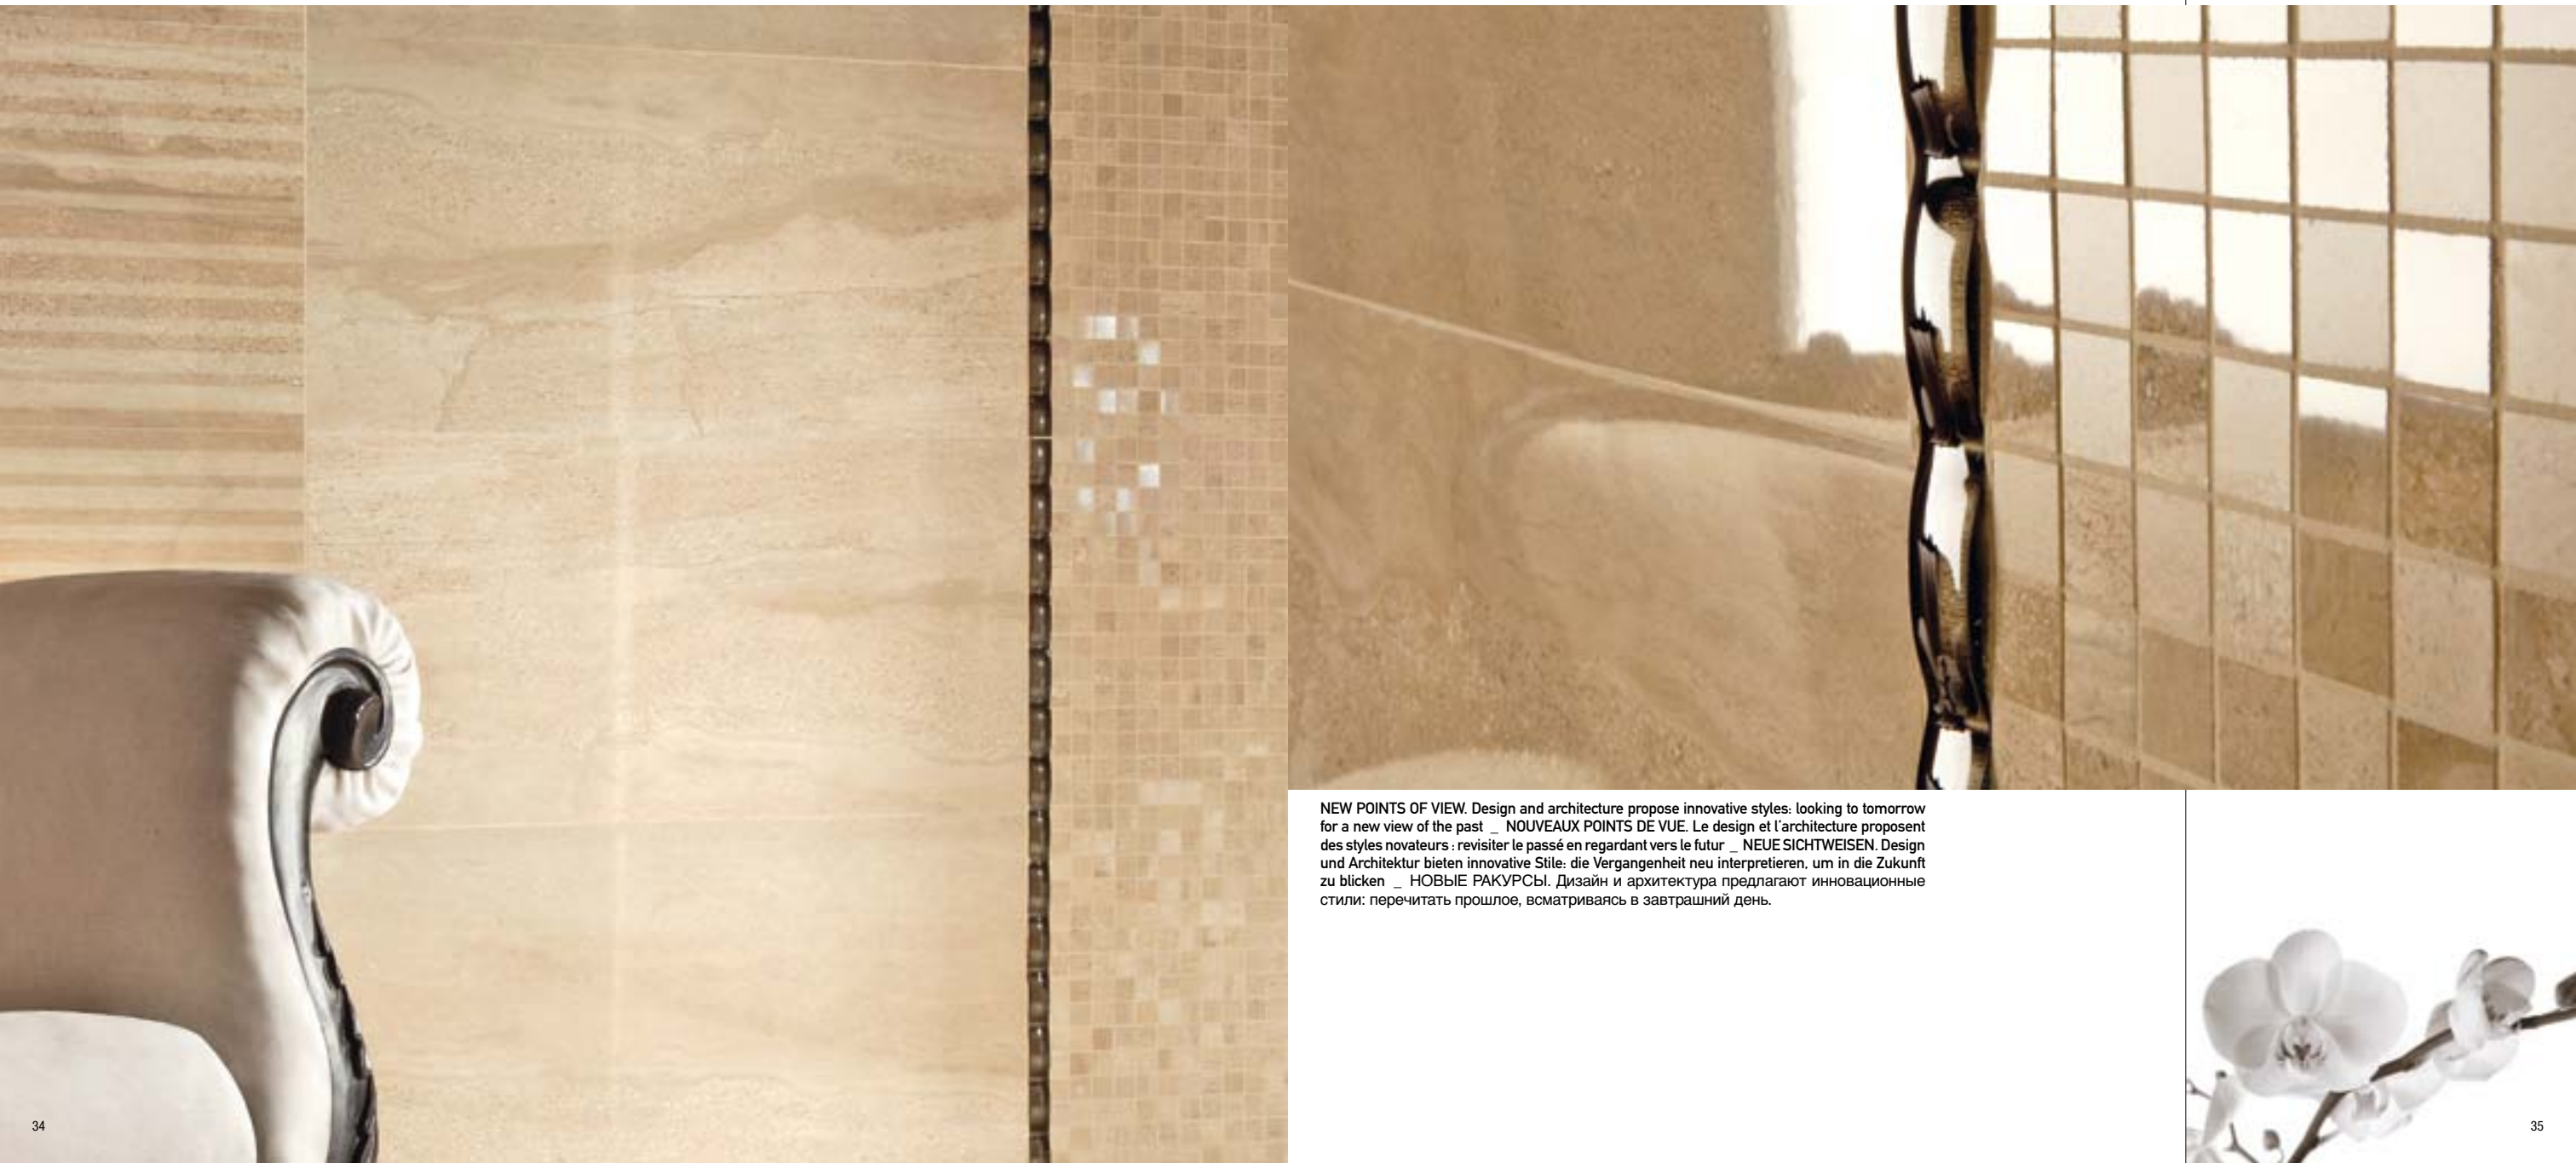 NEW POINTS OF VIEW. Design and architecture propose innovative styles: looking to tomorrow
for a new view of the past _ NOUVEAUX POINTS DE VUE. Le design et l'architecture proposent
des styles novateurs : revisiter le passé en regardant vers le futur _ NEUE SICHTWEISEN. Design
und Architektur bieten innovative Stile: die Vergangenheit neu interpretieren, um in die Zukunft
zu blicken _ НОВЫЕ РАКУРСЫ. Дизайн и архитектура предлагают инновационные
стили: перечитать прошлое, всматриваясь в завтрашний день.
34
35